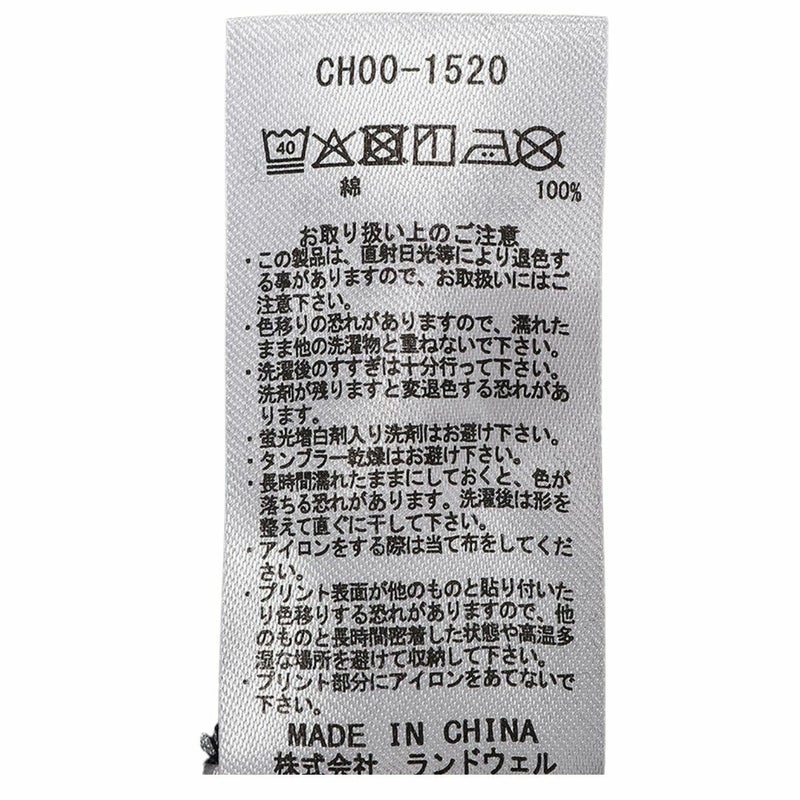 CH00-1520
40
綿 100%
お取り扱い上のご注意
・この製品は、直射日光等により退色す
る事がありますので、お取扱いにはご
注意下さい。
・色移りの恐れがありますので、濡れた
まま他の洗濯物と重ねないで下さい。
・洗濯後のすすぎは十分行って下さい。
洗剤が残りますと変退色する恐れがあ
ります。
・蛍光増白剤入り洗剤はお避け下さい。
・タンブラー乾燥はお避け下さい。
・長時間濡れたままにしておくと、色が
落ちる恐れがあります。洗濯後は形を
整えて直ぐに干して下さい。
・アイロンをする際は当て布をしてくだ
さい。
・プリント表面が他のものと貼り付いた
り色移りする恐れがありますので、他
のものと長時間密着した状態や高温多
湿な場所を避けて収納して下さい。
・プリント部分にアイロンをあてないで
下さい。
MADE IN CHINA
株式会社 ランドウェル